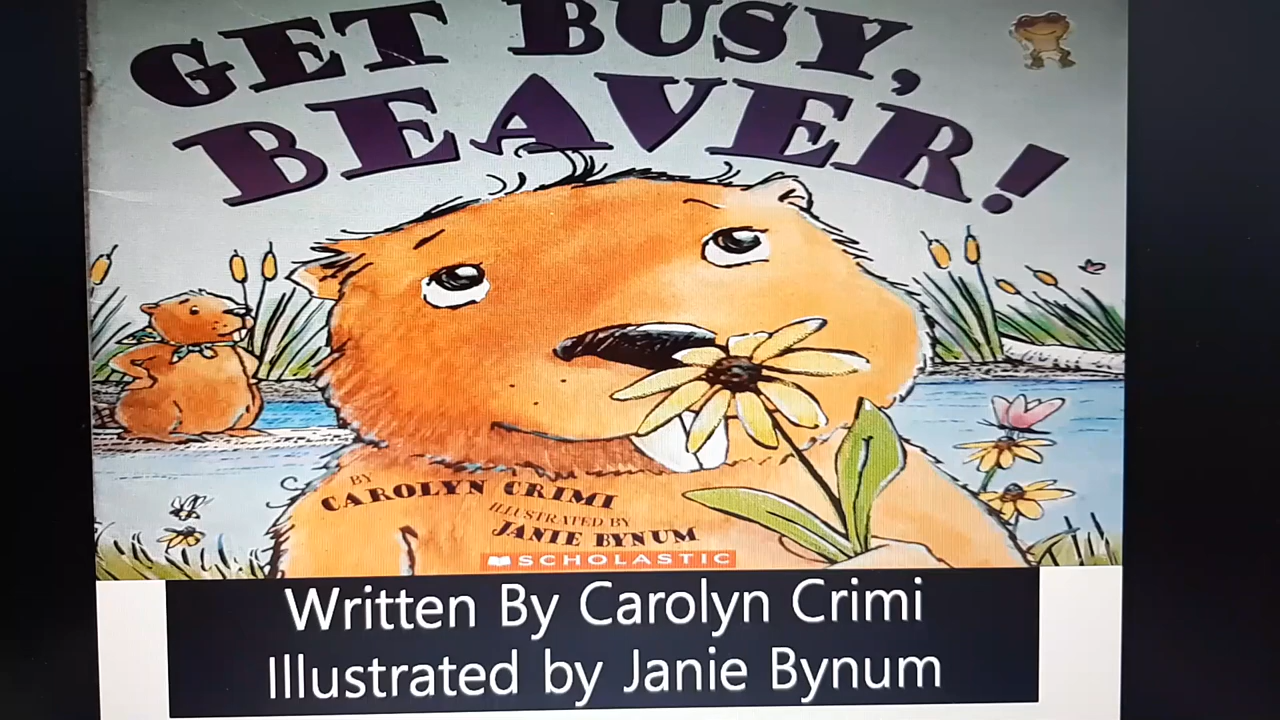 GET BUSY,
BEAVER!
BY
CAROLYN CRIMI
ILLUSTRATED BY
JANIE BYNUM
SCHOLASTIC
Written By Carolyn Crimi
Illustrated by Janie Bynum